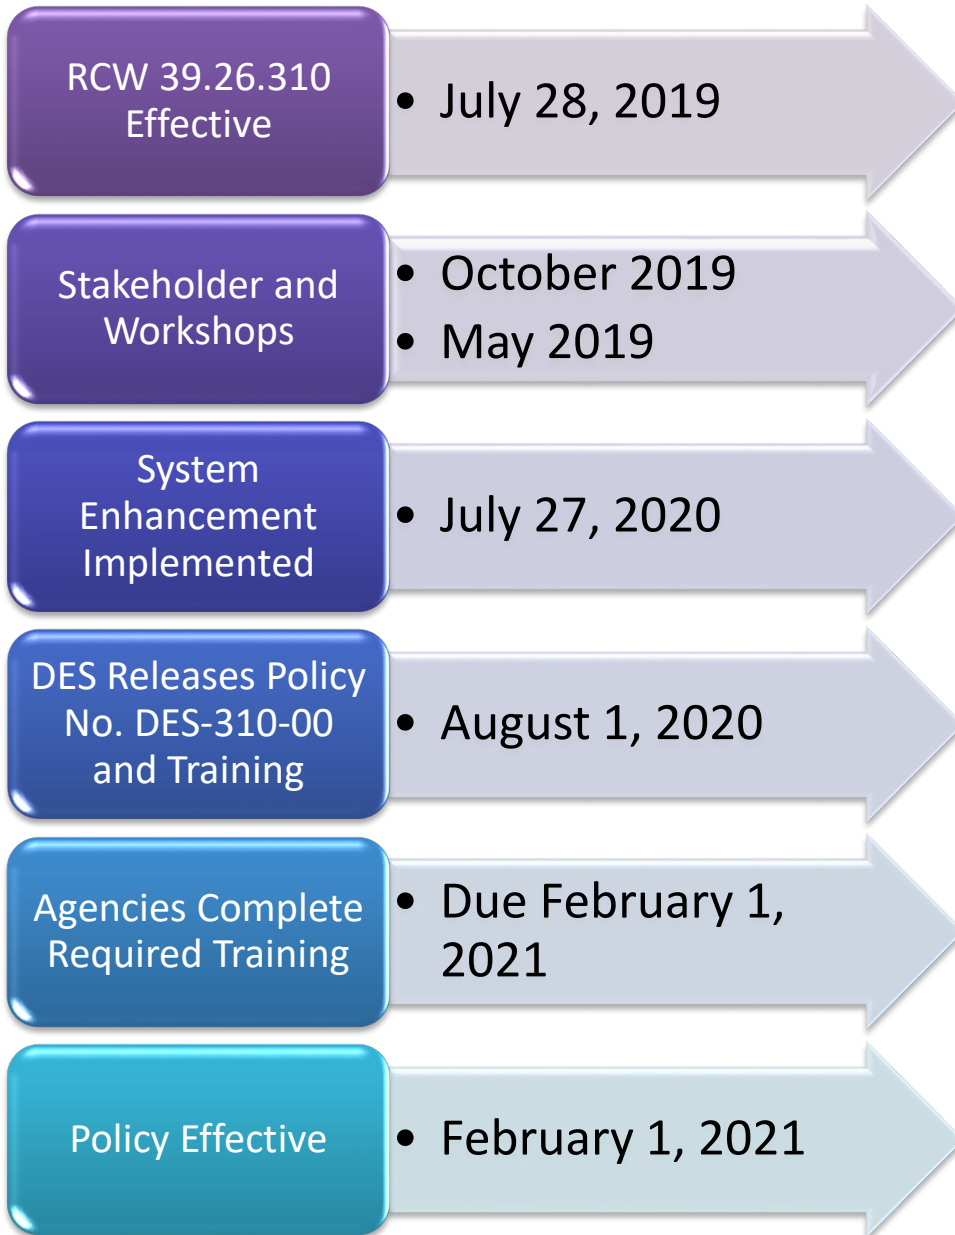 RCW 39.26.310
Effective
• July 28, 2019
Stakeholder and
Workshops
• October 2019
• May 2019
System
Enhancement
Implemented
• July 27, 2020
DES Releases Policy
No. DES-310-00
and Training
• August 1, 2020
Agencies Complete
Required Training
• Due February 1,
2021
Policy Effective
• February 1, 2021